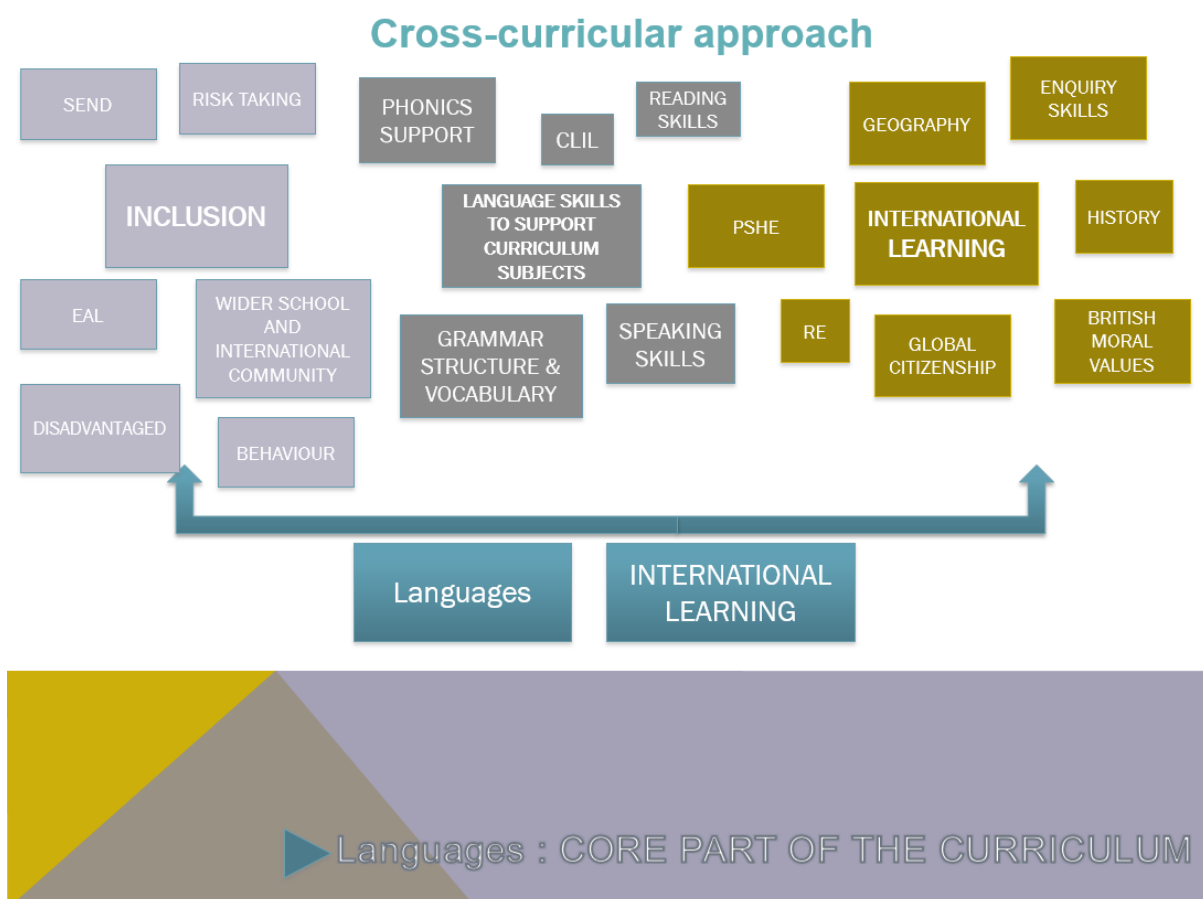 Cross-curricular approach
SEND
RISK TAKING
INCLUSION
EAL
WIDER SCHOOL
AND
INTERNATIONAL
COMMUNITY
DISADVANTAGED
BEHAVIOUR
PHONICS
SUPPORT
CLIL
READING
SKILLS
LANGUAGE SKILLS
TO SUPPORT
CURRICULUM
SUBJECTS
GRAMMAR
STRUCTURE &
VOCABULARY
SPEAKING
SKILLS
GEOGRAPHY
ENQUIRY
SKILLS
PSHE
INTERNATIONAL
LEARNING
HISTORY
RE
GLOBAL
CITIZENSHIP
BRITISH
MORAL
VALUES
Languages
INTERNATIONAL
LEARNING
Languages : CORE PART OF THE CURRICULUM